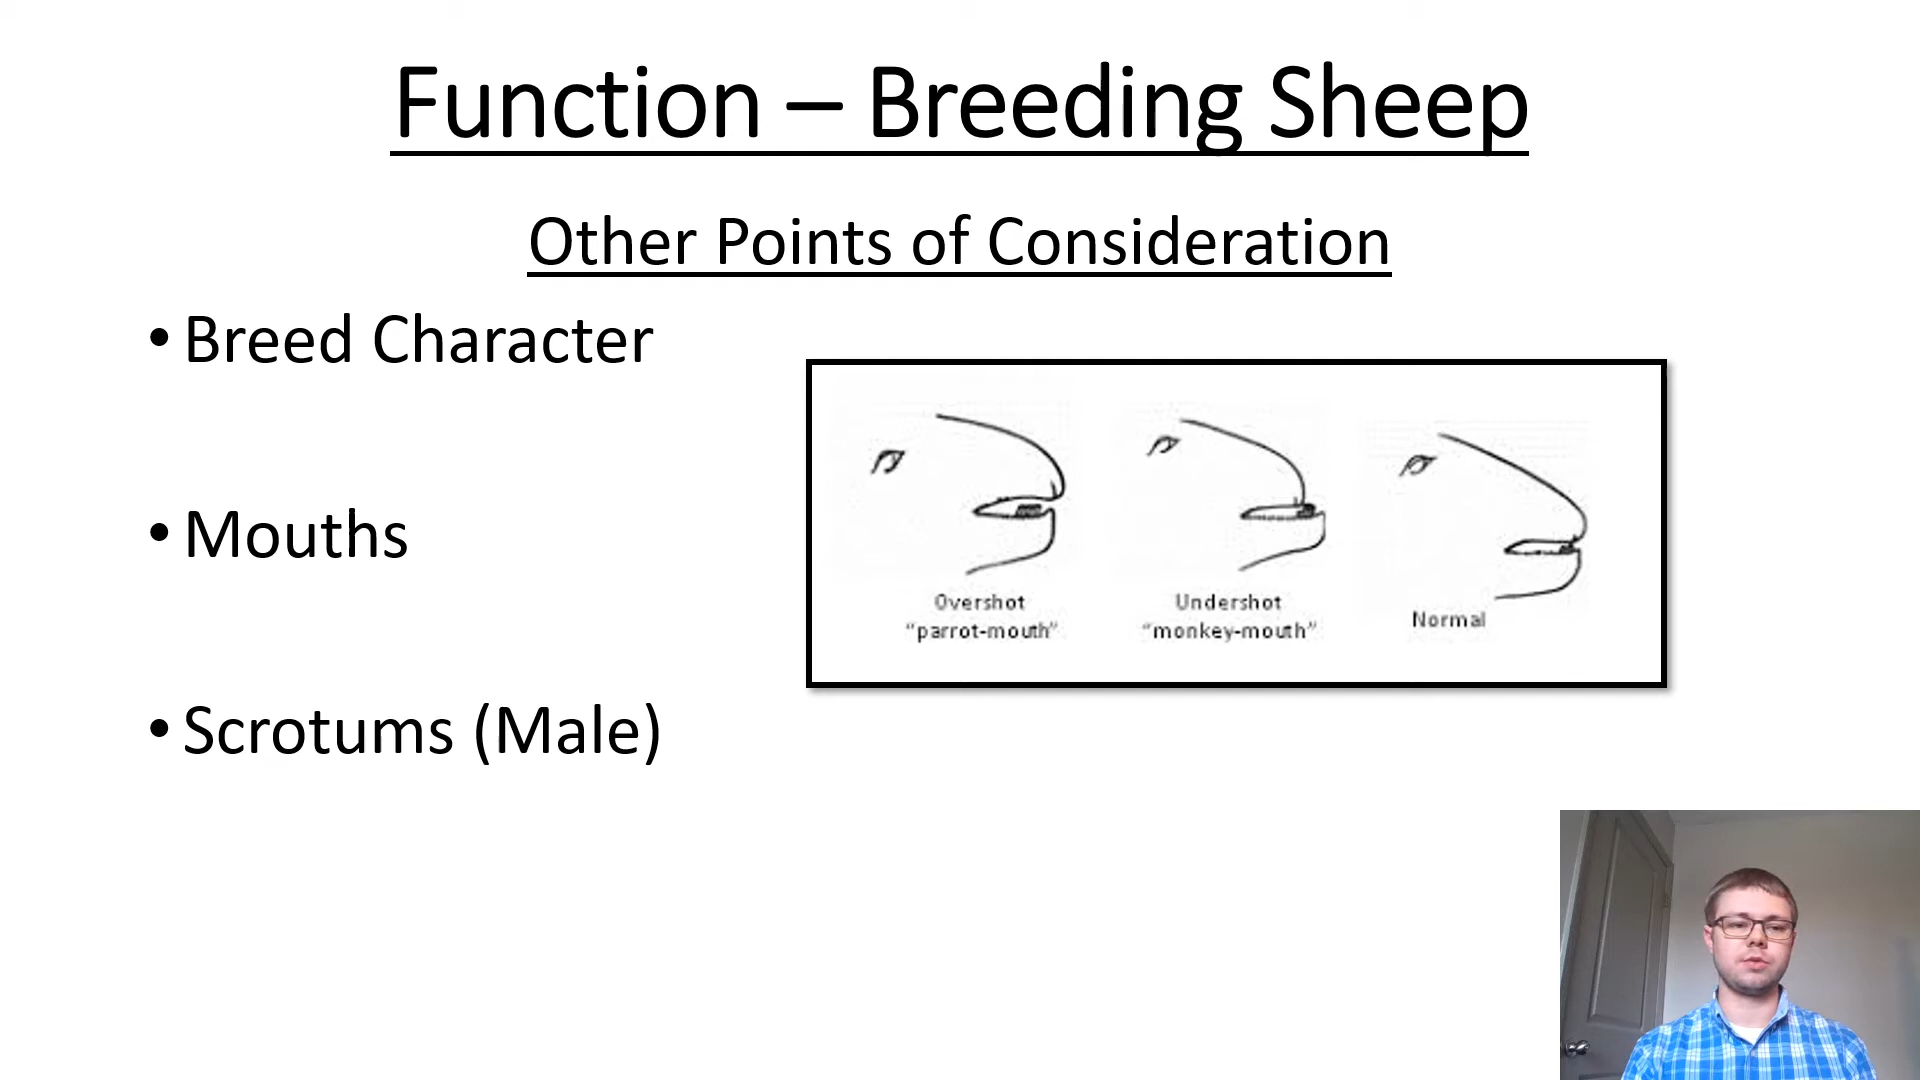 Function – Breeding Sheep
Other Points of Consideration
• Breed Character
• Mouths
• Scrotums (Male)
Overshot
“parrot-mouth”
Undershot
“monkey-mouth”
Normal